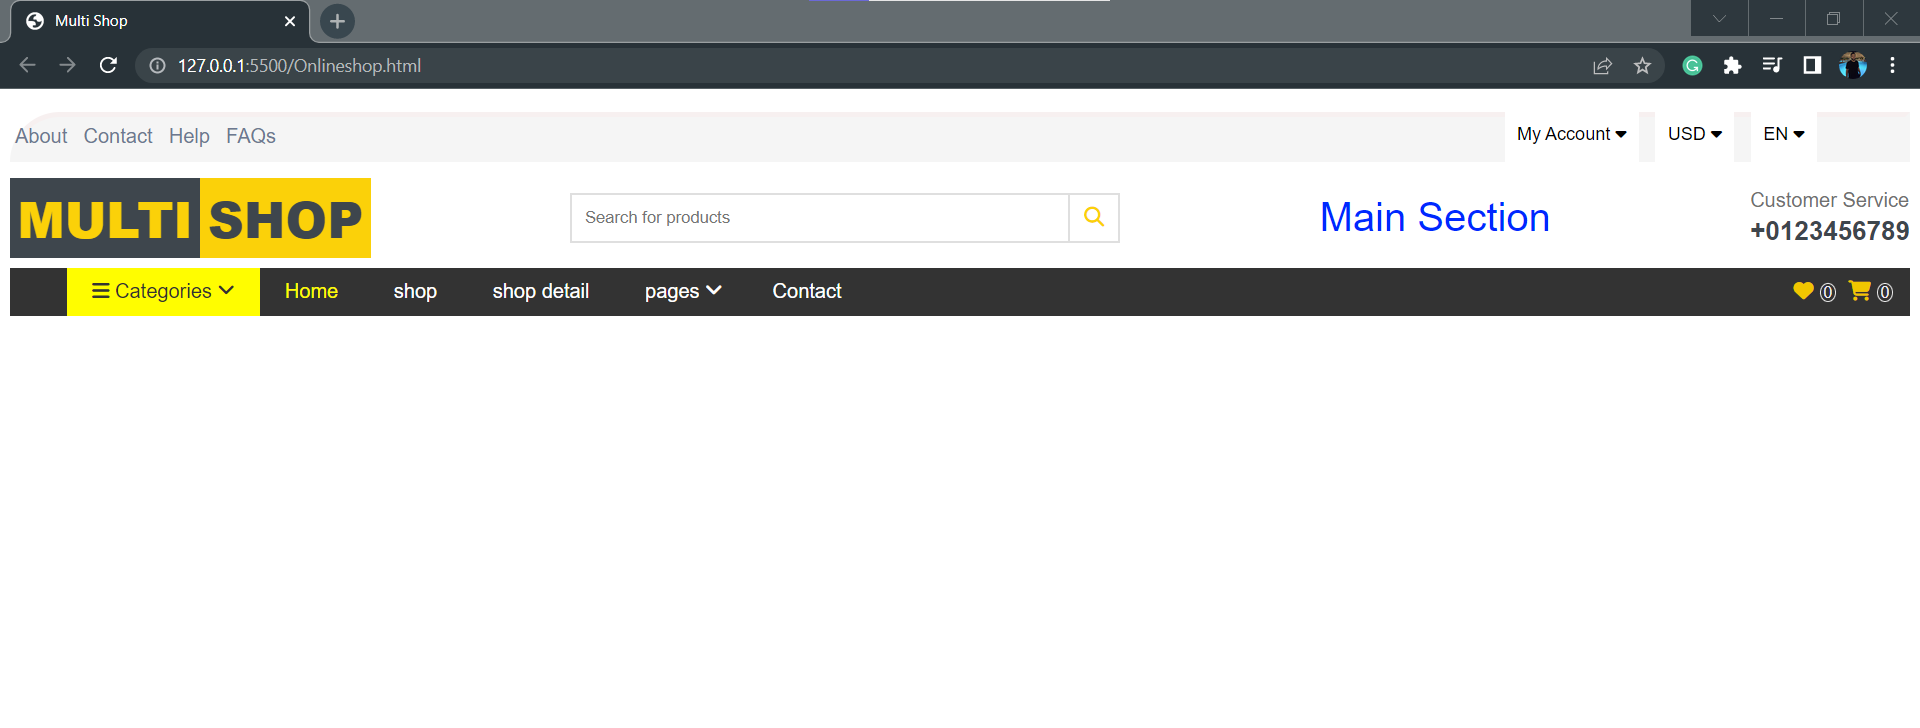 Multi Shop
127.0.0.1:5500/Onlineshop.html
About Contact Help FAQs My Account USD EN
MULTI SHOP Search for products Main Section Customer Service
+0123456789
Categories Home shop shop detail pages Contact 0 0